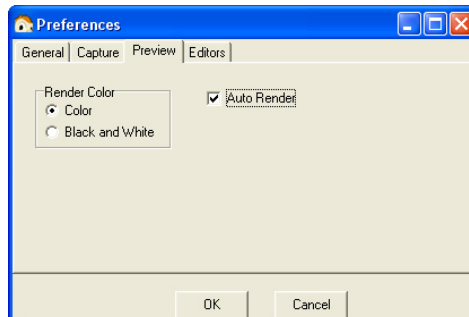 Preferences
General Capture Preview Editors
Render Color
Color
Black and White
Auto Render
OK Cancel